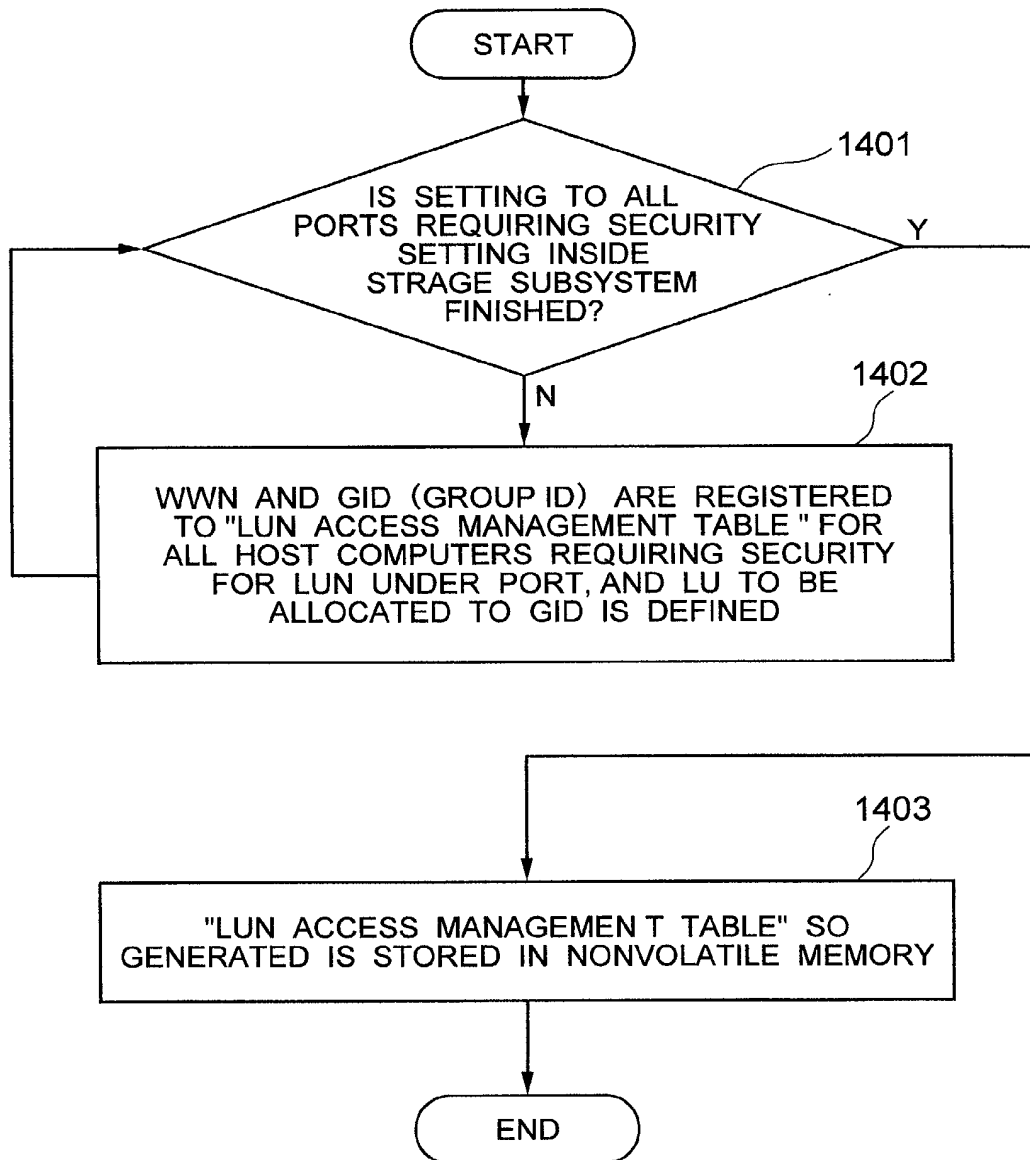 START
1401
IS SETTING TO ALL
PORTS REQUIRING SECURITY
SETTING INSIDE
STRAGE SUBSYSTEM
FINISHED?
Y
N
1402
WWN AND GID (GROUP ID) ARE REGISTERED
TO "LUN ACCESS MANAGEMENT TABLE" FOR
ALL HOST COMPUTERS REQUIRING SECURITY
FOR LUN UNDER PORT, AND LU TO BE
ALLOCATED TO GID IS DEFINED
1403
"LUN ACCESS MANAGEMENT TABLE" SO
GENERATED IS STORED IN NONVOLATILE MEMORY
END